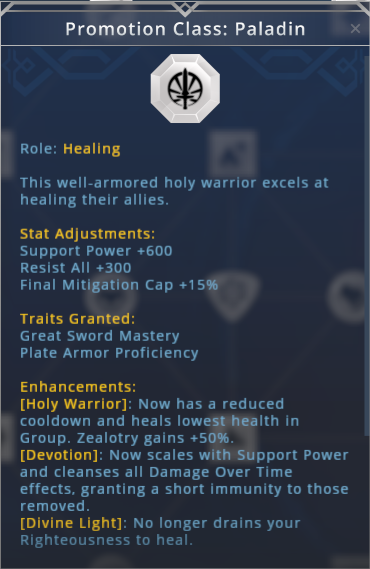 Promotion Class: Paladin
Role: Healing
This well-armored holy warrior excels at
healing their allies.
Stat Adjustments:
Support Power +600
Resist All +300
Final Mitigation Cap +15%
Traits Granted:
Great Sword Mastery
Plate Armor Proficiency
Enhancements:
[Holy Warrior]: Now has a reduced
cooldown and heals lowest health in
Group. Zealotry gains +50%.
[Devotion]: Now scales with Support Power
and cleanses all Damage Over Time
effects, granting a short immunity to those
removed.
[Divine Light]: No longer drains your
Righteousness to heal.